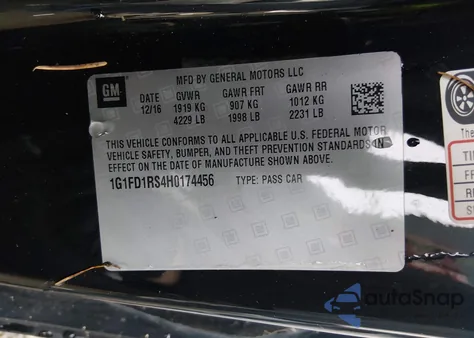 GM
MFD BY GENERAL MOTORS LLC
DATE GVWR GAWR FRT GAWR RR
12/16 1919 KG 907 KG 1012 KG
4229 LB 1998 LB 2231 LB
THIS VEHICLE CONFORMS TO ALL APPLICABLE U.S. FEDERAL MOTOR
VEHICLE SAFETY, BUMPER, AND THEFT PREVENTION STANDARDS IN
EFFECT ON THE DATE OF MANUFACTURE SHOWN ABOVE.
1G1FD1RS4H0174456 TYPE: PASS CAR
autoSnap